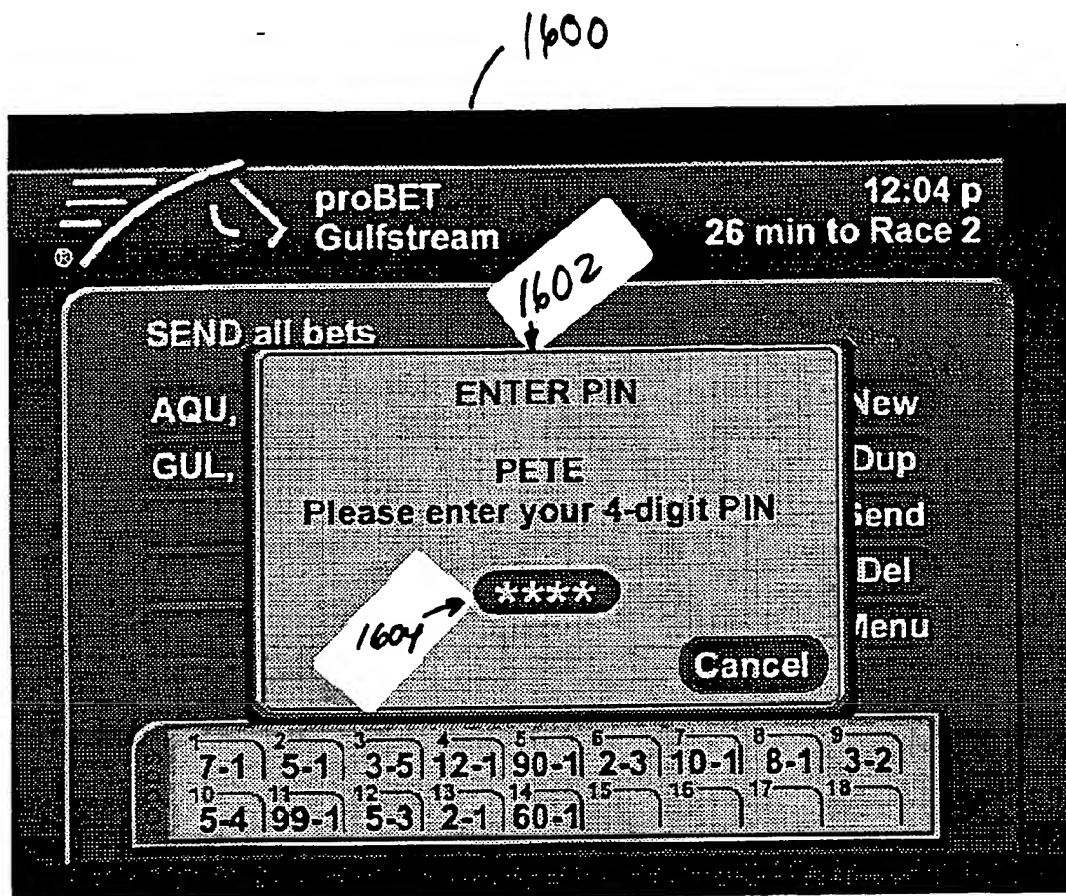 1600
proBET
Gulfstream
12:04 p
26 min to Race 2
®
1602
SEND all bets
ENTER PIN
AQU,
New
GUL,
PETE
Dup
Please enter your 4-digit PIN
Send
****
Del
1604
Menu
Cancel
ODDS
1 2 3 4 5 6 7 8 9
7-1 5-1 3-5 12-1 90-1 2-3 10-1 8-1 3-2
10 11 12 13 14 15 16 17 18
5-4 99-1 5-3 2-1 60-1